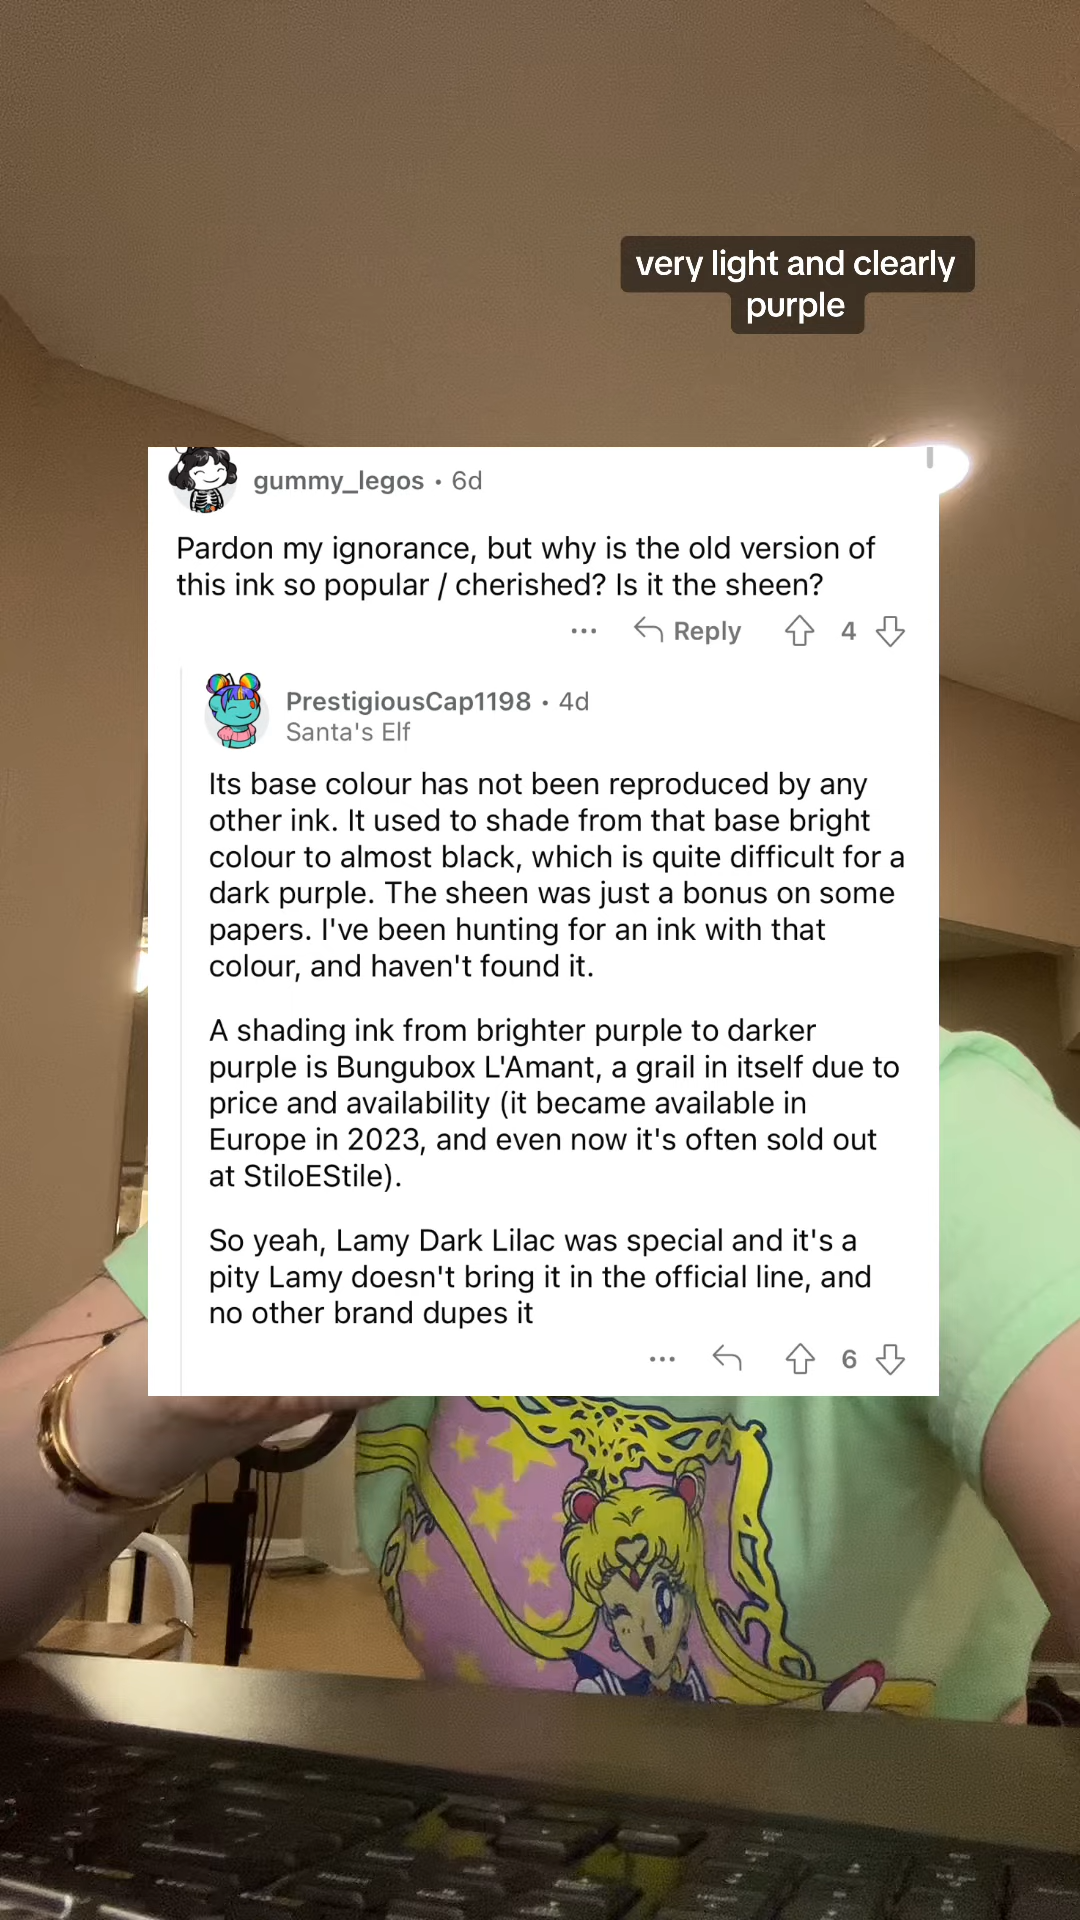 very light and clearly
purple
gummy_legos • 6d
Pardon my ignorance, but why is the old version of
this ink so popular / cherished? Is it the sheen?
... Reply 4
PrestigiousCap1198 • 4d
Santa's Elf
Its base colour has not been reproduced by any
other ink. It used to shade from that base bright
colour to almost black, which is quite difficult for a
dark purple. The sheen was just a bonus on some
papers. I've been hunting for an ink with that
colour, and haven't found it.
A shading ink from brighter purple to darker
purple is Bungubox L'Amant, a grail in itself due to
price and availability (it became available in
Europe in 2023, and even now it's often sold out
at StiloEStile).
So yeah, Lamy Dark Lilac was special and it's a
pity Lamy doesn't bring it in the official line, and
no other brand dupes it
... 6